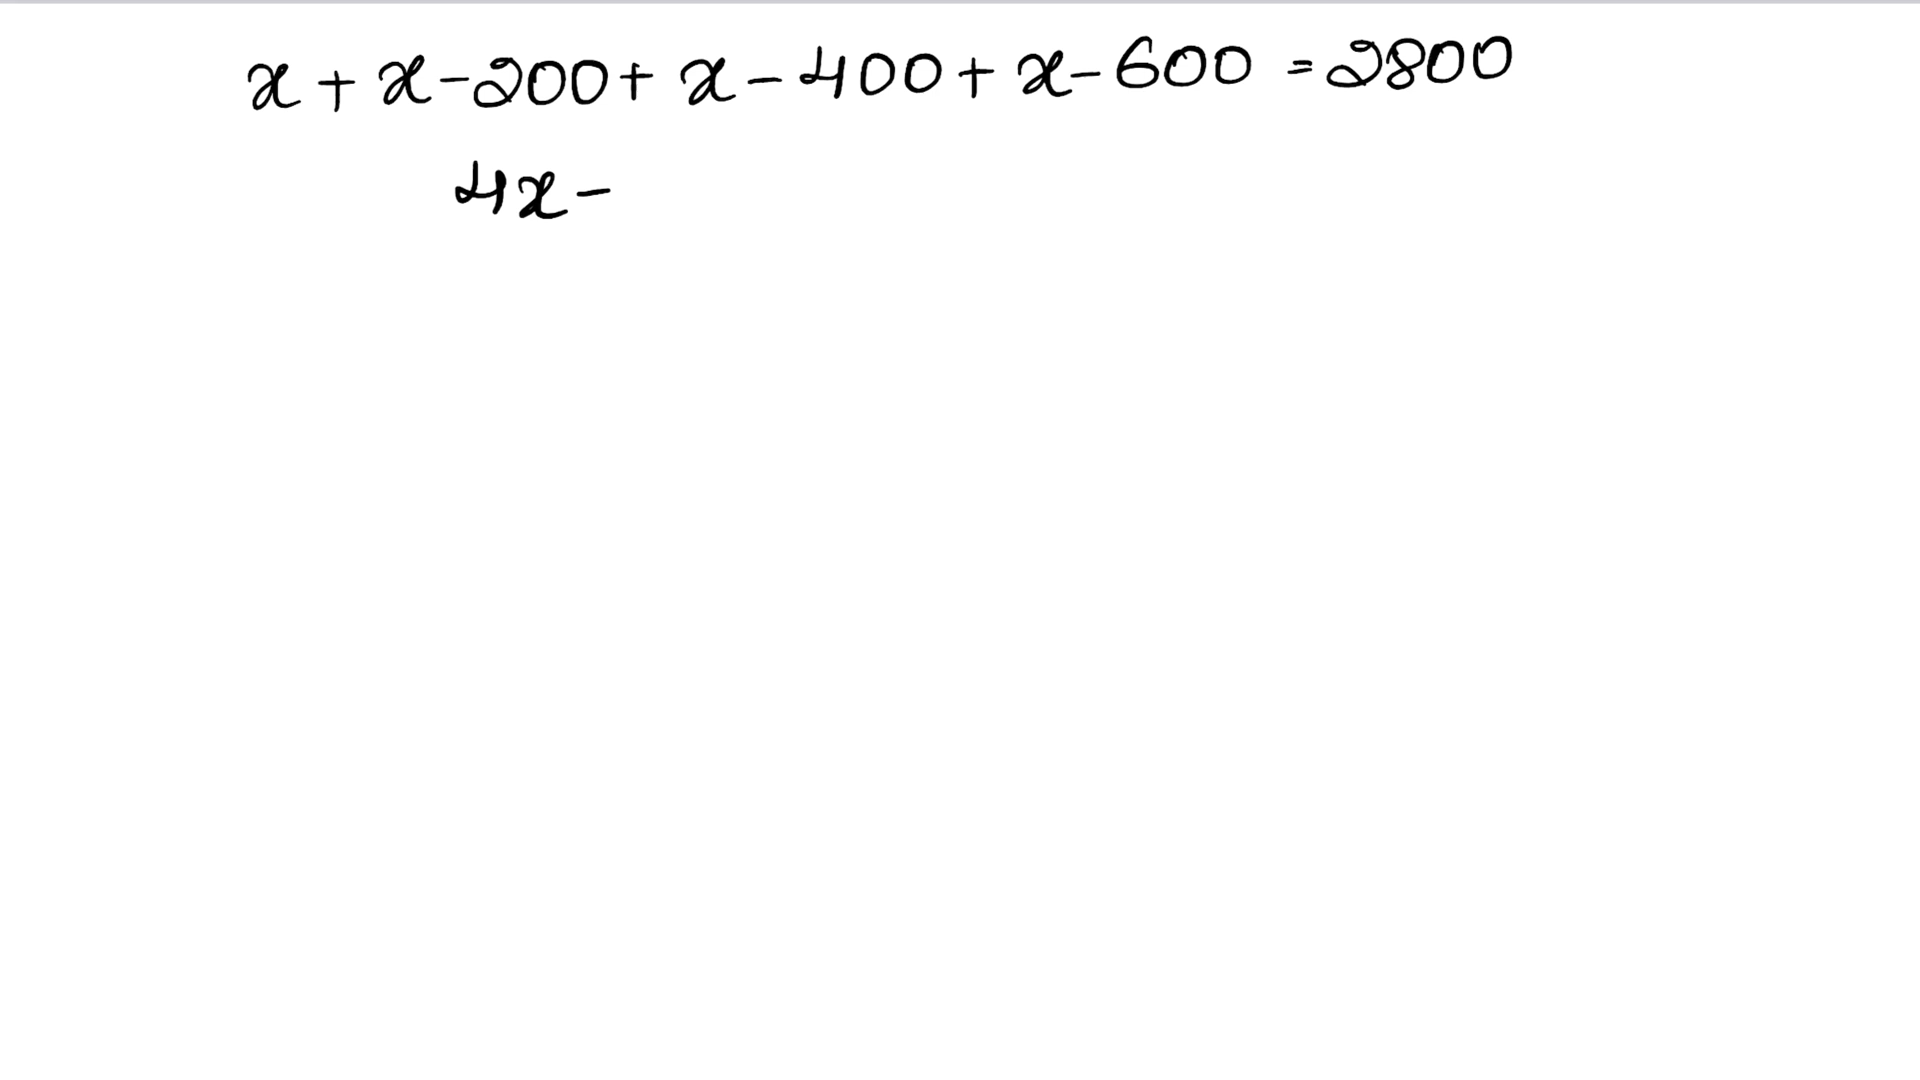 x + x - 200 + x - 400 + x - 600 = 2800
4x -